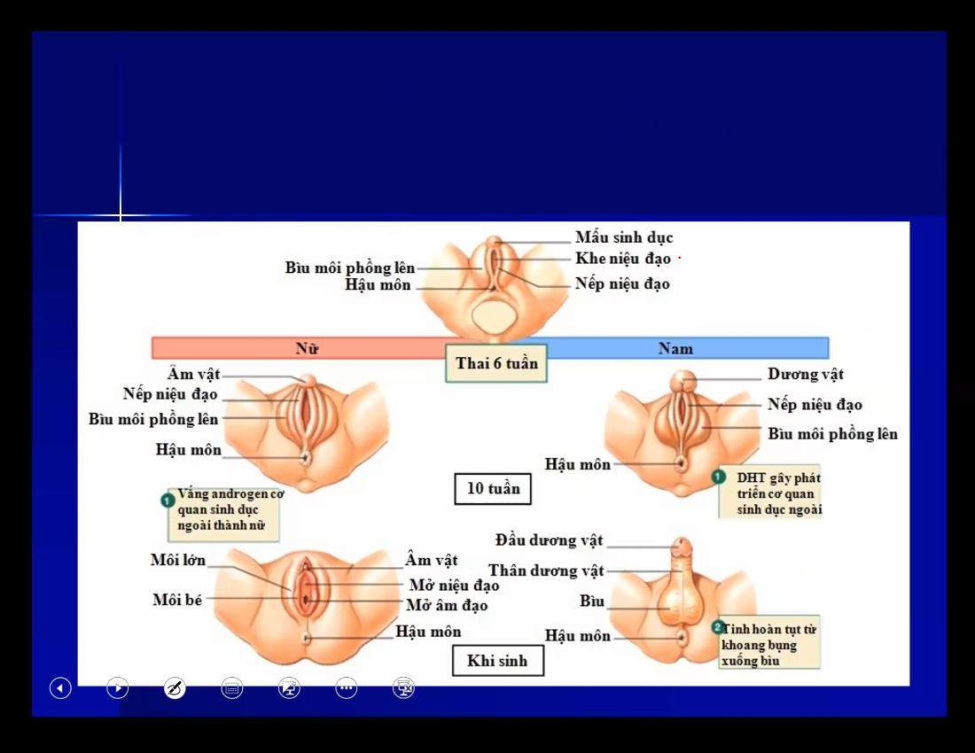 Mấu sinh dục
Khe niệu đạo
Nếp niệu đạo
Bìu môi phồng lên
Hậu môn
Nữ
Thai 6 tuần
Nam
Âm vật
Nếp niệu đạo
Bìu môi phồng lên
Hậu môn
Dương vật
Nếp niệu đạo
Bìu môi phồng lên
Hậu môn
10 tuần
1
Vắng androgen cơ
quan sinh dục
ngoài thành nữ
1
DHT gây phát
triển cơ quan
sinh dục ngoài
Môi lớn
Môi bé
Âm vật
Mở niệu đạo
Mở âm đạo
Hậu môn
Đầu dương vật
Thân dương vật
Bìu
Hậu môn
Khi sinh
2
Tinh hoàn tụt từ
khoang bụng
xuống bìu